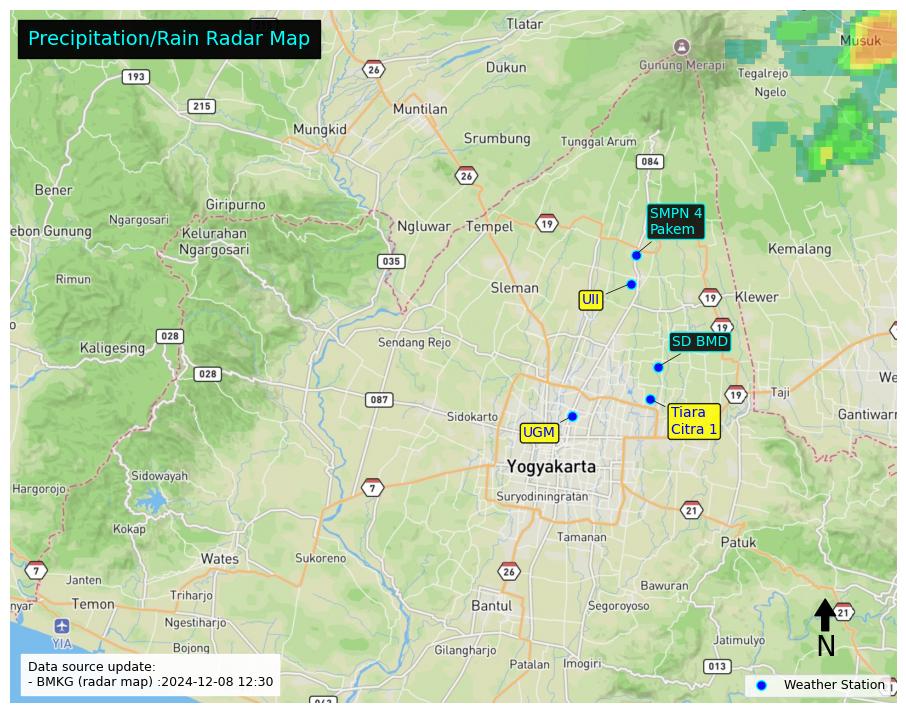 Precipitation/Rain Radar Map
Tlatar
Musuk
Gunung Merapi
26
Dukun
193
Tegalrejo
Ngelo
215
Muntilan
Mungkid
Srumbung
Tunggal Arum
084
26
Bener
Giripurno
SMPN 4
Pakem
Ngargosari
Ngluwar
Tempel
19
ebon Gunung
Kelurahan
Ngargosari
Kemalang
035
Rimun
Sleman
UII
19
Klewer
19
028
Kaligesing
Sendang Rejo
SD BMD
028
We
087
19
Taji
Sidokarto
Tiara
Citra 1
Gantiwarn
UGM
Yogyakarta
Sidowayah
Hargorojo
7
Suryodiningratan
21
Kokap
Tamanan
Patuk
Wates
Sukoreno
7
26
Janten
Bawuran
Triharjo
nyar
Temon
Bantul
Segoroyoso
21
Ngestiharjo
YIA
N
Jatimulyo
Bojong
Gilangharjo
Patalan
Imogiri
013
Data source update:
- BMKG (radar map) :2024-12-08 12:30
Weather Station